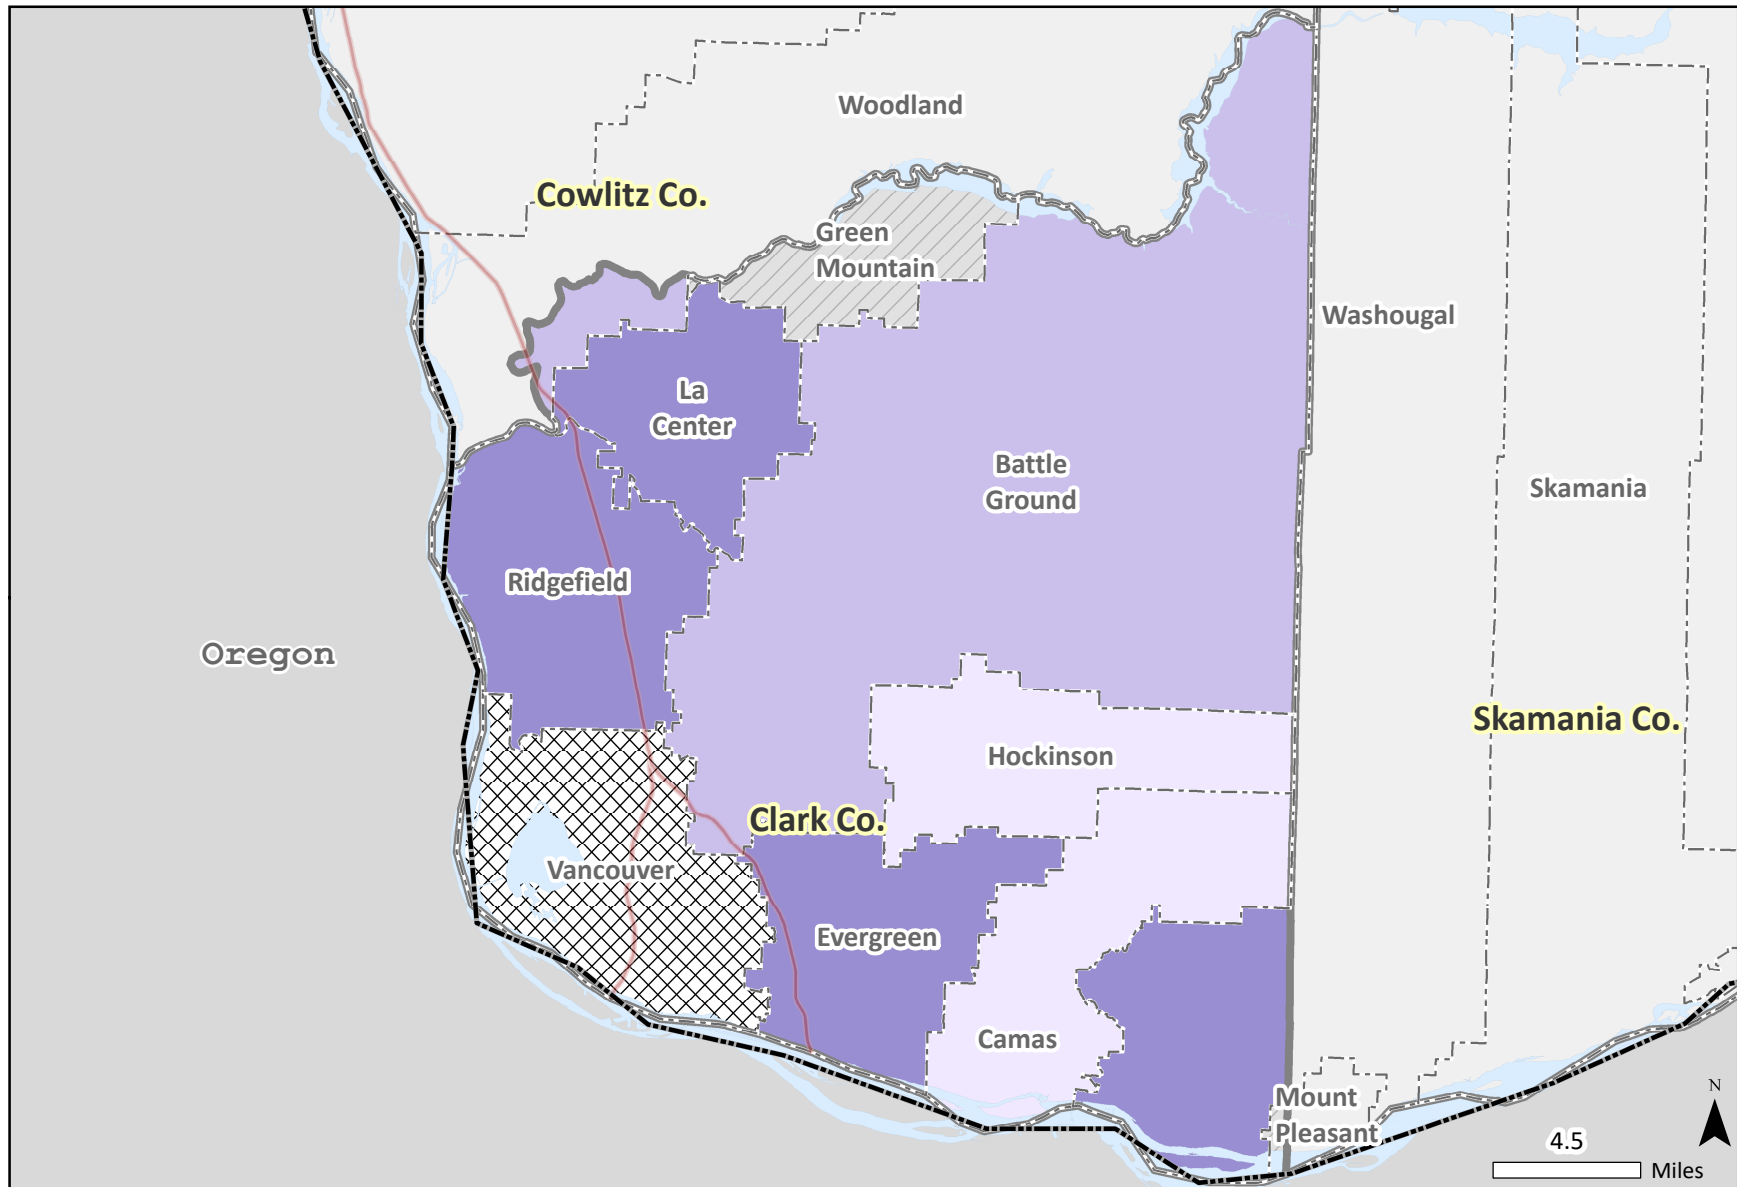 Woodland
Cowlitz Co.
Green
Mountain
Washougal
La
Center
Battle
Ground
Skamania
Ridgefield
Oregon
Skamania Co.
Hockinson
Clark Co.
Vancouver
Evergreen
Camas
Mount
Pleasant
N
4.5
Miles